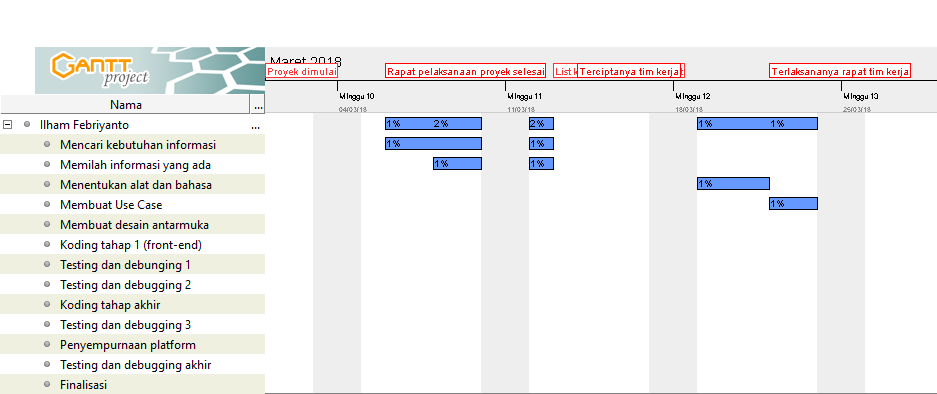 GANTT
project
Maret 2018
Proyek dimulai
Rapat pelaksanaan proyek selesai
List k
Terciptanya tim kerja
Terlaksananya rapat tim kerja
Nama
...
Minggu 10
Minggu 11
Minggu 12
Minggu 13
04/03/18
11/03/18
18/03/18
25/03/18
Ilham Febriyanto
...
1%
2%
2%
1%
1%
Mencari kebutuhan informasi
1%
1%
Memilah informasi yang ada
1%
1%
Menentukan alat dan bahasa
1%
Membuat Use Case
1%
Membuat desain antarmuka
Koding tahap 1 (front-end)
Testing dan debunging 1
Testing dan debugging 2
Koding tahap akhir
Testing dan debugging 3
Penyempurnaan platform
Testing dan debugging akhir
Finalisasi